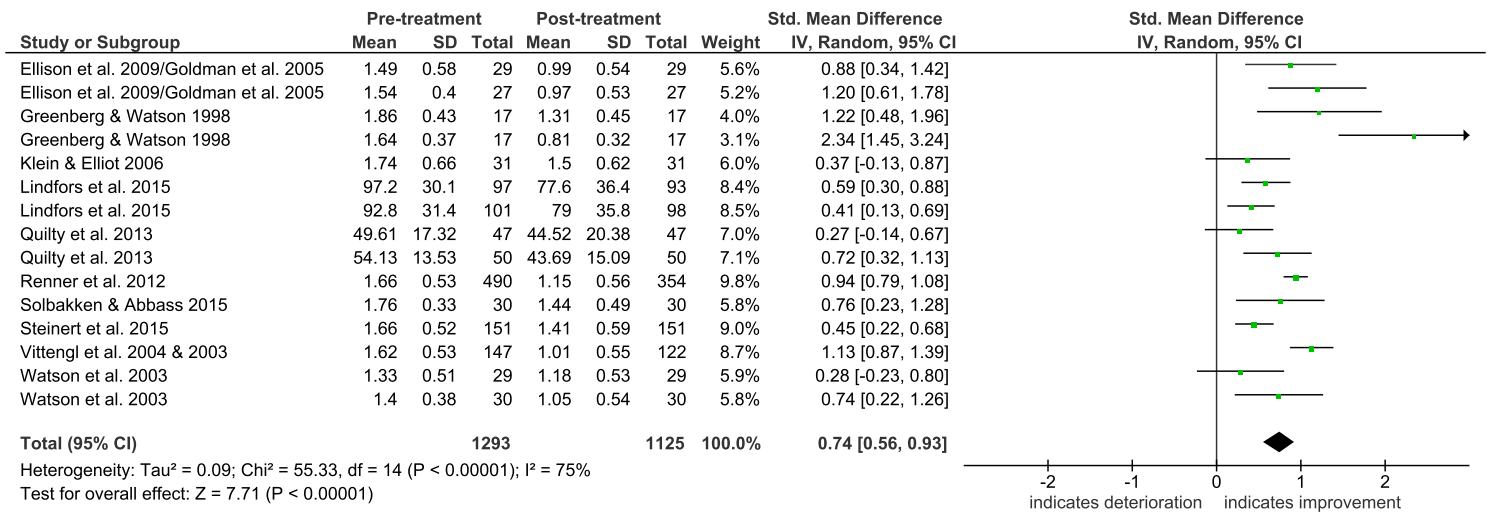 Pre-treatment Post-treatment Std. Mean Difference Std. Mean Difference
Study or Subgroup Mean SD Total Mean SD Total Weight IV, Random, 95% CI IV, Random, 95% CI
Ellison et al. 2009/Goldman et al. 2005 1.49 0.58 29 0.99 0.54 29 5.6% 0.88 [0.34, 1.42]
Ellison et al. 2009/Goldman et al. 2005 1.54 0.4 27 0.97 0.53 27 5.2% 1.20 [0.61, 1.78]
Greenberg & Watson 1998 1.86 0.43 17 1.31 0.45 17 4.0% 1.22 [0.48, 1.96]
Greenberg & Watson 1998 1.64 0.37 17 0.81 0.32 17 3.1% 2.34 [1.45, 3.24]
Klein & Elliot 2006 1.74 0.66 31 1.5 0.62 31 6.0% 0.37 [-0.13, 0.87]
Lindfors et al. 2015 97.2 30.1 97 77.6 36.4 93 8.4% 0.59 [0.30, 0.88]
Lindfors et al. 2015 92.8 31.4 101 79 35.8 98 8.5% 0.41 [0.13, 0.69]
Quilty et al. 2013 49.61 17.32 47 44.52 20.38 47 7.0% 0.27 [-0.14, 0.67]
Quilty et al. 2013 54.13 13.53 50 43.69 15.09 50 7.1% 0.72 [0.32, 1.13]
Renner et al. 2012 1.66 0.53 490 1.15 0.56 354 9.8% 0.94 [0.79, 1.08]
Solbakken & Abbass 2015 1.76 0.33 30 1.44 0.49 30 5.8% 0.76 [0.23, 1.28]
Steinert et al. 2015 1.66 0.52 151 1.41 0.59 151 9.0% 0.45 [0.22, 0.68]
Vittengl et al. 2004 & 2003 1.62 0.53 147 1.01 0.55 122 8.7% 1.13 [0.87, 1.39]
Watson et al. 2003 1.33 0.51 29 1.18 0.53 29 5.9% 0.28 [-0.23, 0.80]
Watson et al. 2003 1.4 0.38 30 1.05 0.54 30 5.8% 0.74 [0.22, 1.26]
Total (95% CI) 1293 1125 100.0% 0.74 [0.56, 0.93]
Heterogeneity: Tau² = 0.09; Chi² = 55.33, df = 14 (P < 0.00001); I² = 75%
Test for overall effect: Z = 7.71 (P < 0.00001)
-2 -1 0 1 2
indicates deterioration indicates improvement